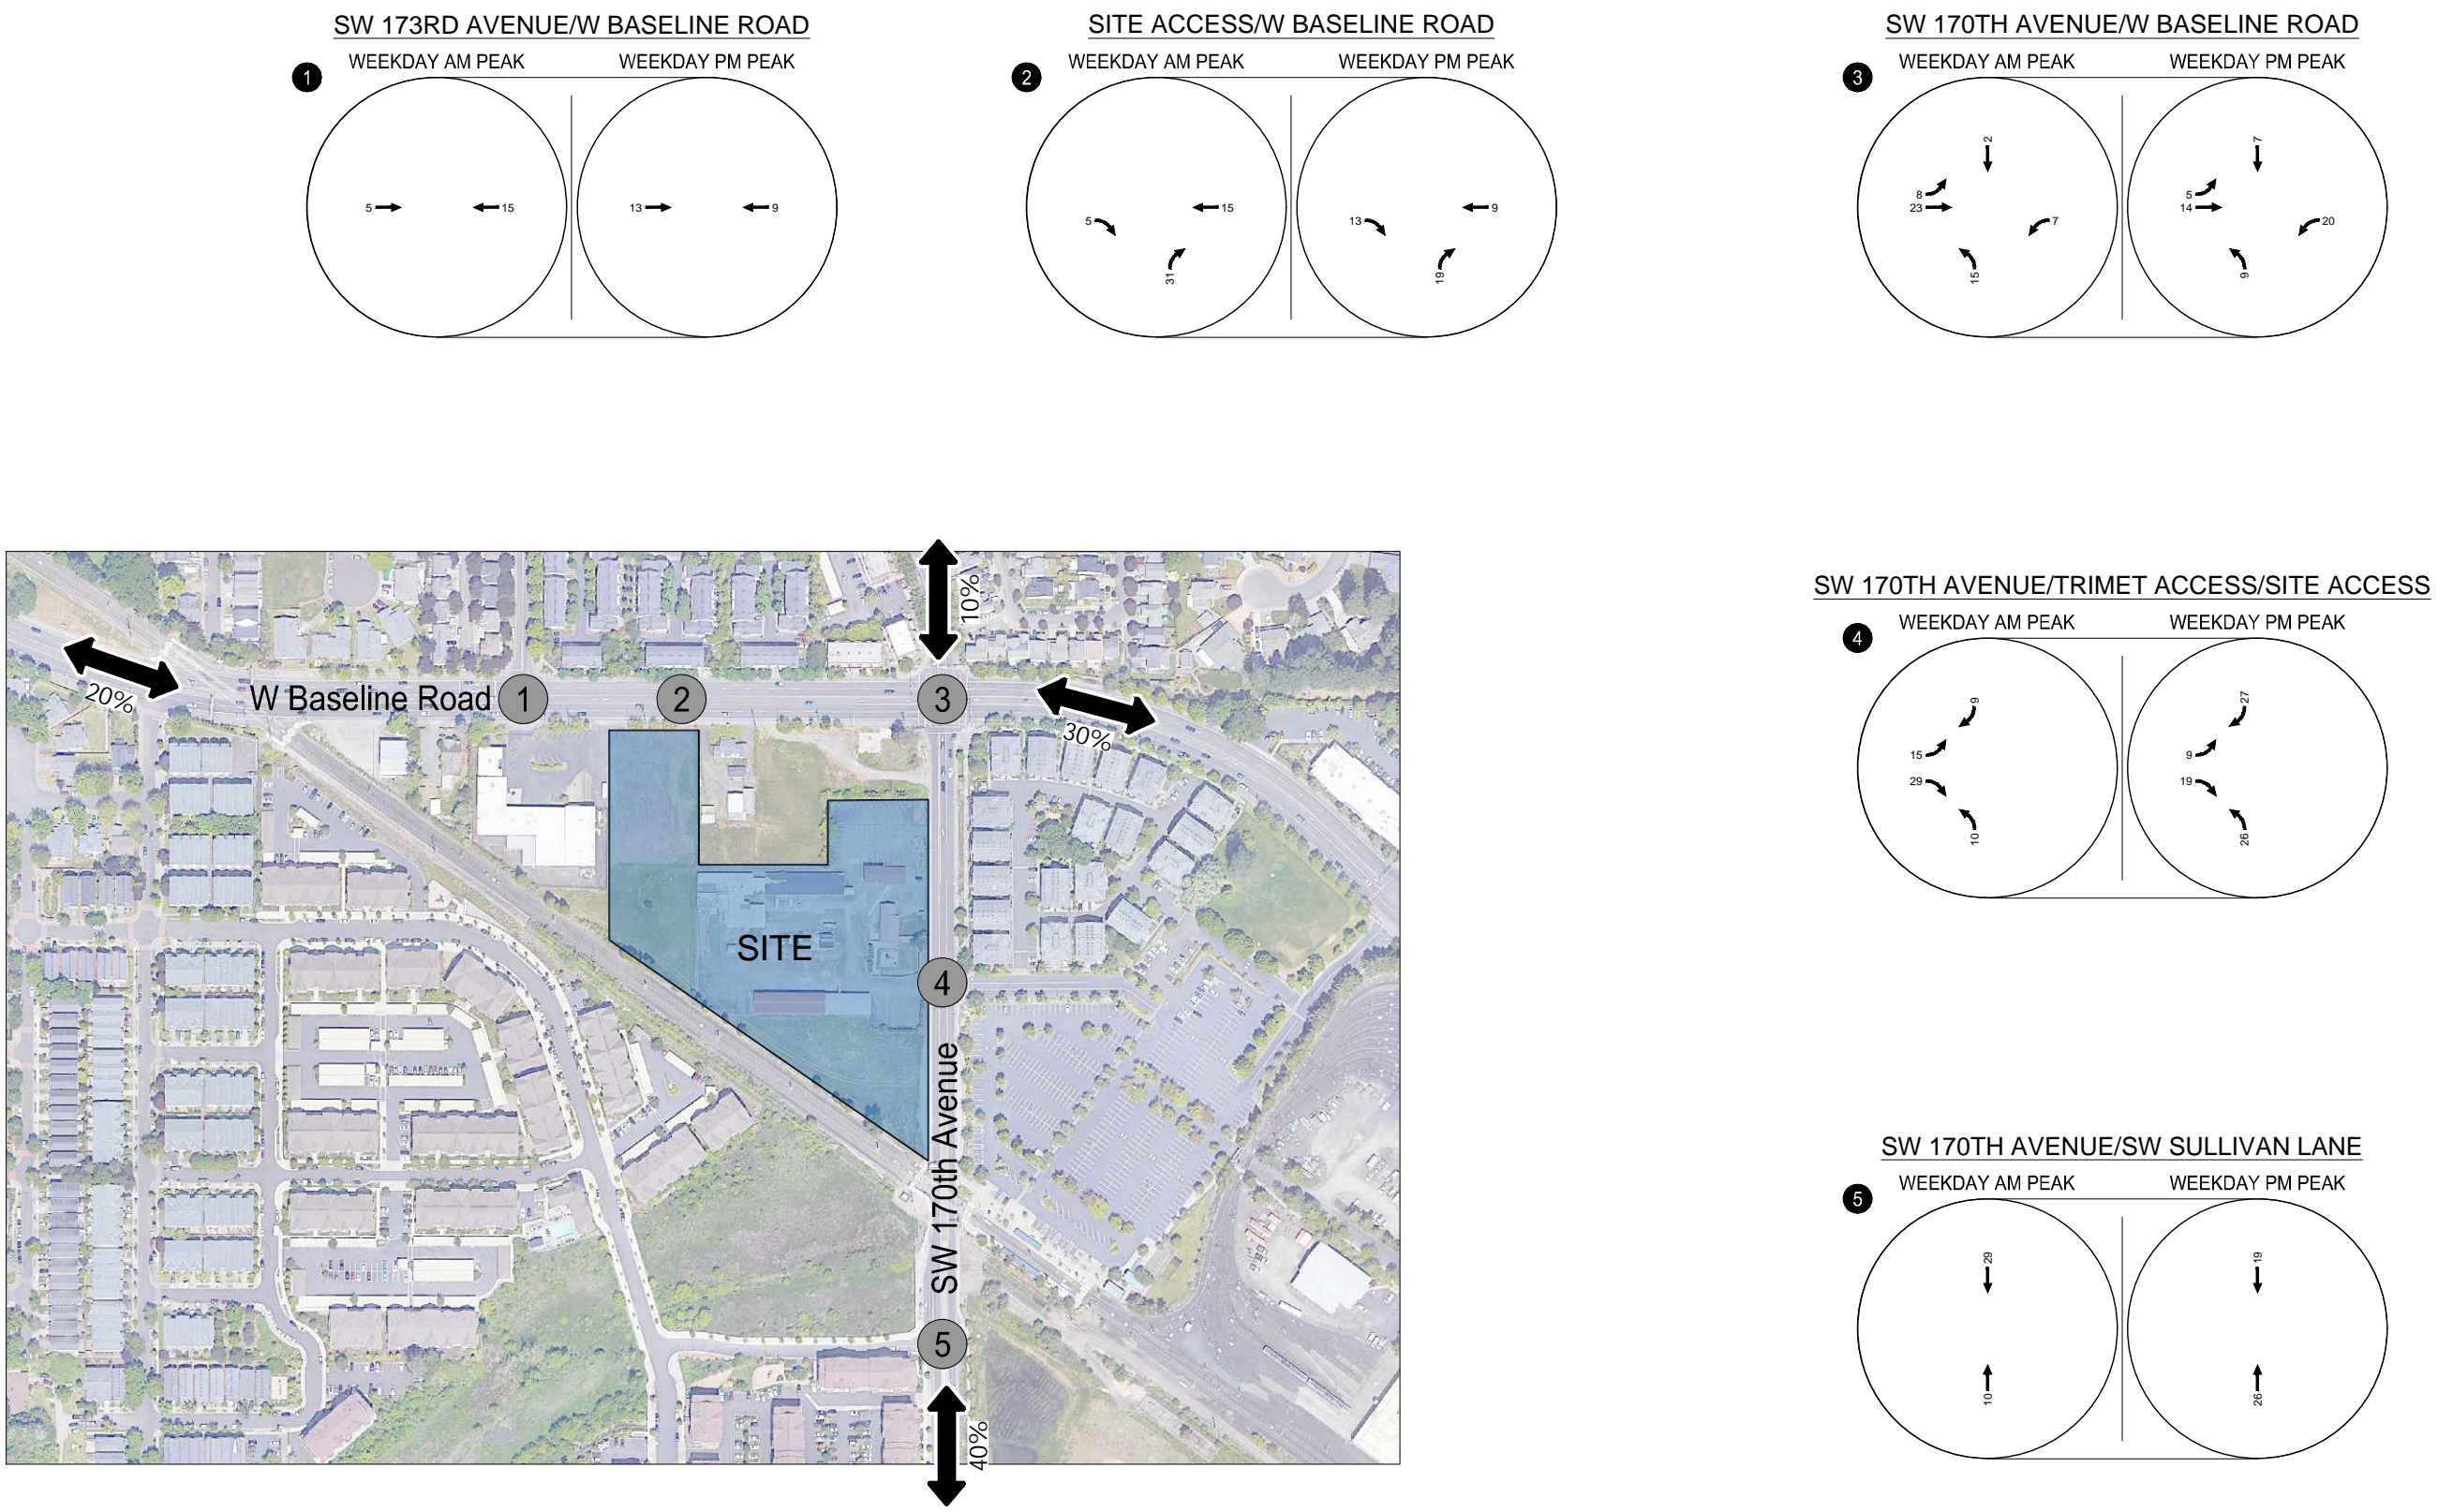 SW 173RD AVENUE/W BASELINE ROAD
WEEKDAY AM PEAK
WEEKDAY PM PEAK
1
5
15
13
9
SITE ACCESS/W BASELINE ROAD
WEEKDAY AM PEAK
WEEKDAY PM PEAK
2
5
15
31
13
9
19
SW 170TH AVENUE/W BASELINE ROAD
WEEKDAY AM PEAK
WEEKDAY PM PEAK
3
2
8
23
7
15
7
5
14
20
9
10%
20%
W Baseline Road
1
2
3
30%
SITE
4
SW 170th Avenue
5
40%
SW 170TH AVENUE/TRIMET ACCESS/SITE ACCESS
WEEKDAY AM PEAK
WEEKDAY PM PEAK
4
9
15
29
10
27
9
19
26
SW 170TH AVENUE/SW SULLIVAN LANE
WEEKDAY AM PEAK
WEEKDAY PM PEAK
5
29
10
19
26